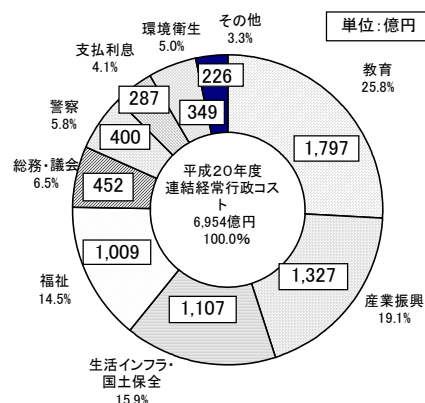 単位：億円
教育
25.8%
1,797
産業振興
19.1%
1,327
生活インフラ・
国土保全
15.9%
1,107
福祉
14.5%
1,009
総務・議会
6.5%
452
警察
5.8%
400
支払利息
4.1%
287
環境衛生
5.0%
349
その他
3.3%
226
平成２０年度
連結経常行政コス
ト
6,954億円
100.0%